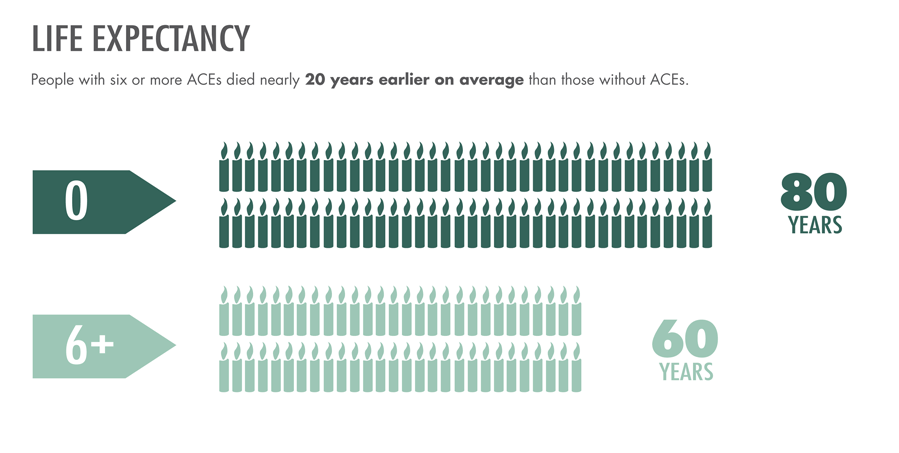 LIFE EXPECTANCY
People with six or more ACEs died nearly 20 years earlier on average than those without ACEs.
0
80
YEARS
6+
60
YEARS